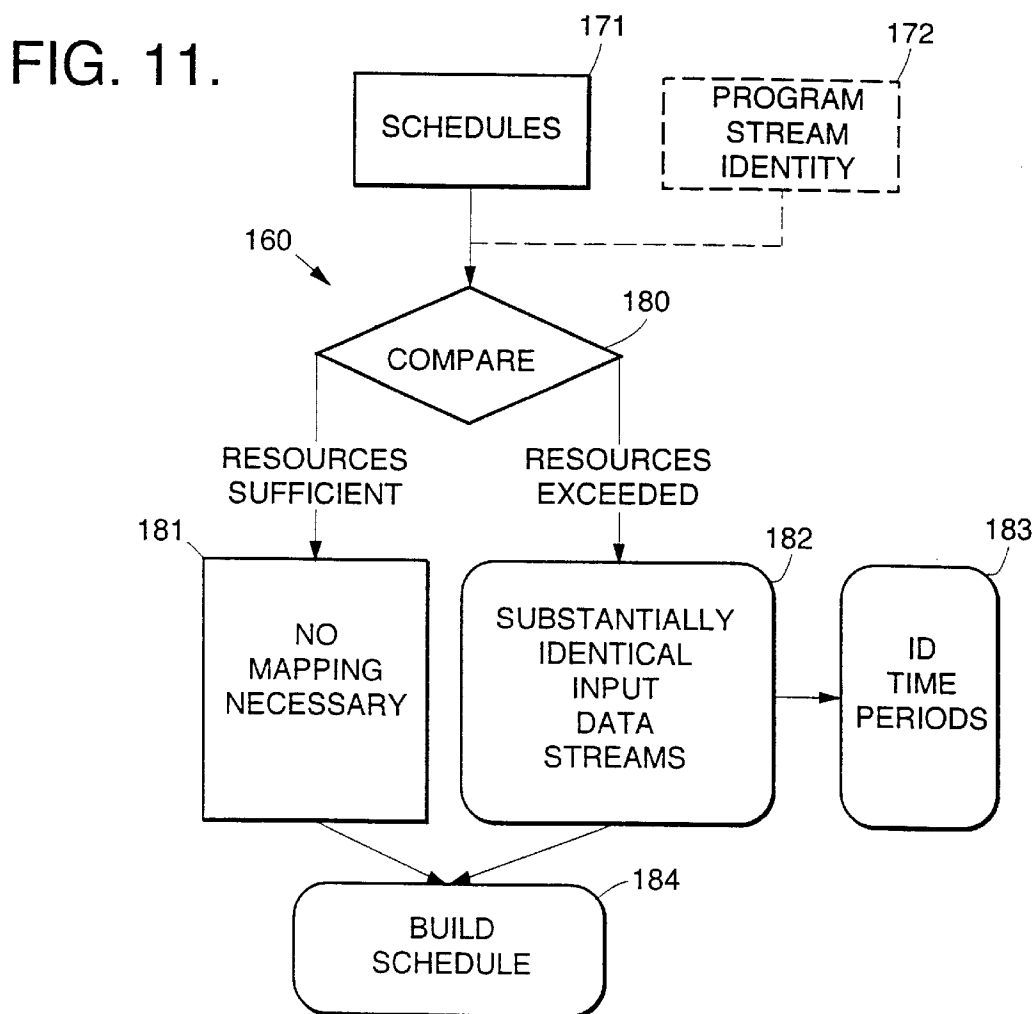 FIG. 11.
171
172
SCHEDULES
PROGRAM
STREAM
IDENTITY
160
180
COMPARE
RESOURCES
SUFFICIENT
RESOURCES
EXCEEDED
181
182
183
NO
MAPPING
NECESSARY
SUBSTANTIALLY
IDENTICAL
INPUT
DATA
STREAMS
ID
TIME
PERIODS
184
BUILD
SCHEDULE